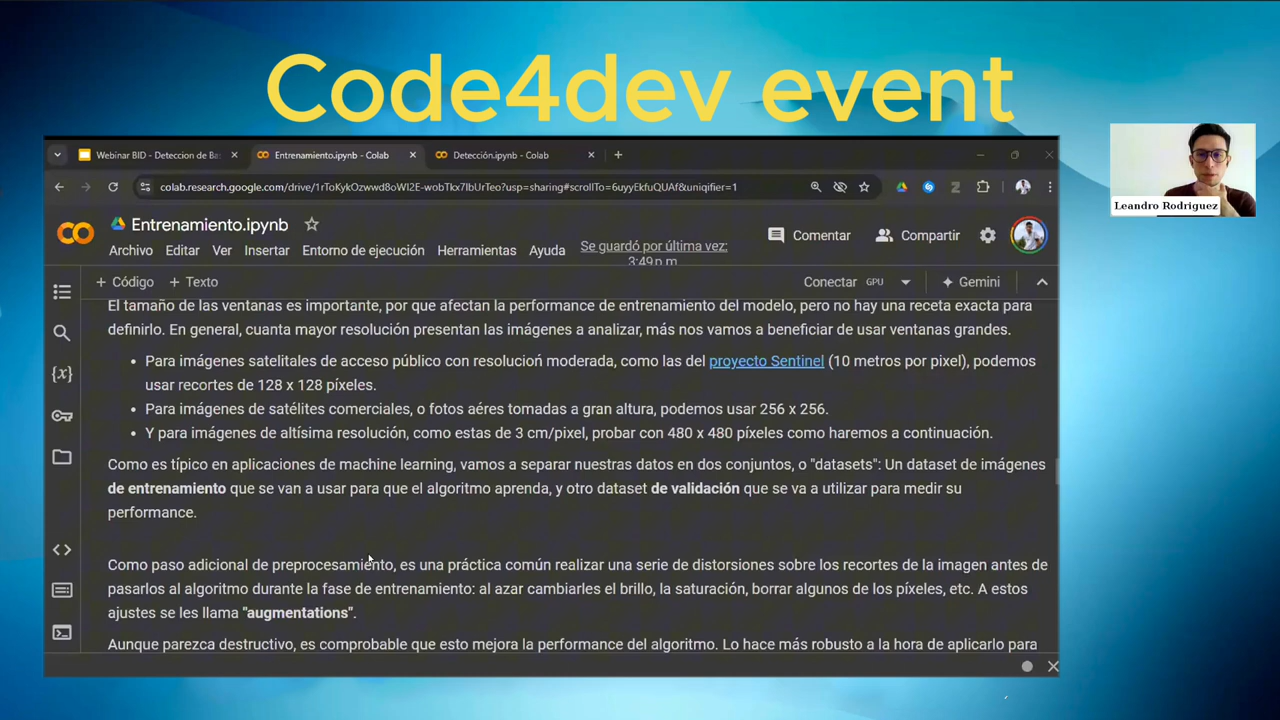 Code4dev event
Webinar BID - Deteccion de Ba
Entrenamiento.ipynb - Colab
Detección.ipynb - Colab
colab.research.google.com/drive/1rToKykOzwwd8oWI2E-wobTkx7IbUrTeo?usp=sharing#scrollTo=6uyyEkfuQUAf&uniqifier=1
Entrenamiento.ipynb
Archivo Editar Ver Insertar Entorno de ejecución Herramientas Ayuda
Se guardó por última vez:
3:49 p.m.
Comentar
Compartir
+ Código + Texto
Conectar GPU
Gemini
El tamaño de las ventanas es importante, por que afectan la performance de entrenamiento del modelo, pero no hay una receta exacta para
definirlo. En general, cuanta mayor resolución presentan las imágenes a analizar, más nos vamos a beneficiar de usar ventanas grandes.
• Para imágenes satelitales de acceso público con resolucioń moderada, como las del proyecto Sentinel (10 metros por pixel), podemos
usar recortes de 128 x 128 píxeles.
• Para imágenes de satélites comerciales, o fotos aéres tomadas a gran altura, podemos usar 256 x 256.
• Y para imágenes de altísima resolución, como estas de 3 cm/pixel, probar con 480 x 480 píxeles como haremos a continuación.
Como es típico en aplicaciones de machine learning, vamos a separar nuestras datos en dos conjuntos, o "datasets": Un dataset de imágenes
de entrenamiento que se van a usar para que el algoritmo aprenda, y otro dataset de validación que se va a utilizar para medir su
performance.
Como paso adicional de preprocesamiento, es una práctica común realizar una serie de distorsiones sobre los recortes de la imagen antes de
pasarlos al algoritmo durante la fase de entrenamiento: al azar cambiarles el brillo, la saturación, borrar algunos de los píxeles, etc. A estos
ajustes se les llama "augmentations".
Aunque parezca destructivo, es comprobable que esto mejora la performance del algoritmo. Lo hace más robusto a la hora de aplicarlo para
Leandro Rodriguez